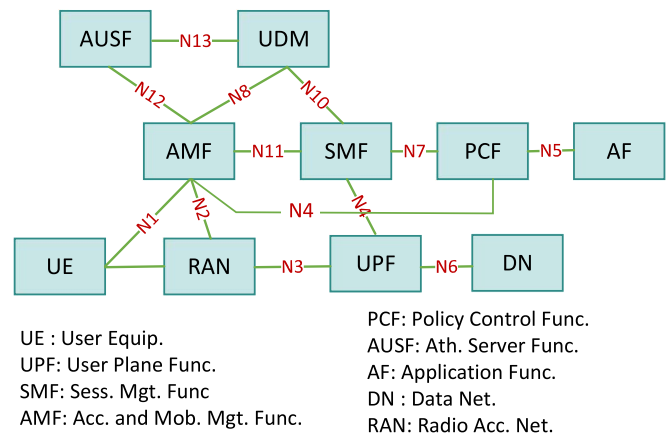 AUSF N13 UDM
N12 N8 N10
AMF N11 SMF N7 PCF N5 AF
N1 N2 N4 N4
UE RAN N3 UPF N6 DN
UE : User Equip.
UPF: User Plane Func.
SMF: Sess. Mgt. Func
AMF: Acc. and Mob. Mgt. Func.
PCF: Policy Control Func.
AUSF: Ath. Server Func.
AF: Application Func.
DN : Data Net.
RAN: Radio Acc. Net.